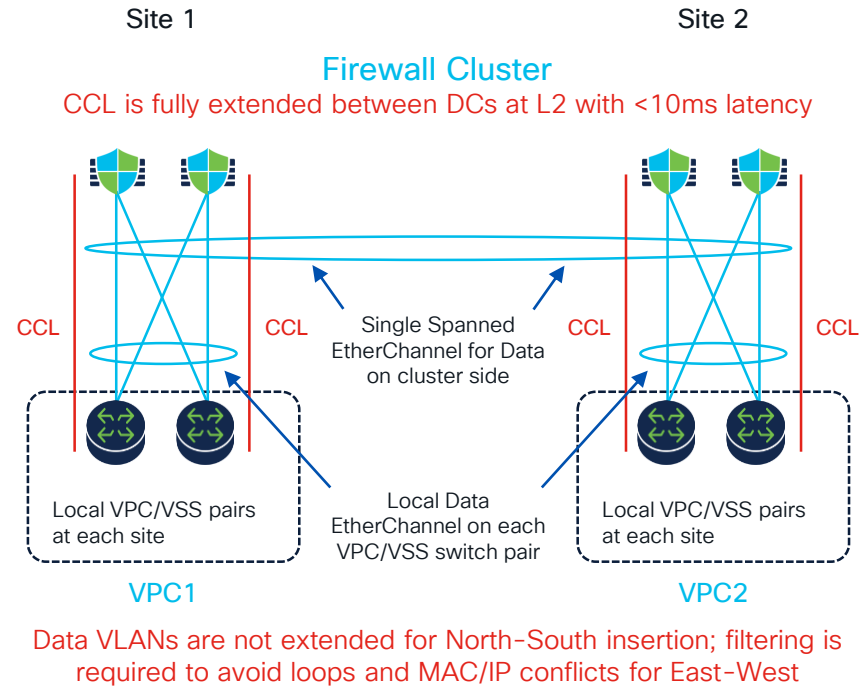 Site 1
Site 2
Firewall Cluster
CCL is fully extended between DCs at L2 with <10ms latency
CCL
CCL
Single Spanned
EtherChannel for Data
on cluster side
CCL
CCL
Local VPC/VSS pairs
at each site
Local Data
EtherChannel on each
VPC/VSS switch pair
Local VPC/VSS pairs
at each site
VPC1
VPC2
Data VLANs are not extended for North-South insertion; filtering is
required to avoid loops and MAC/IP conflicts for East-West